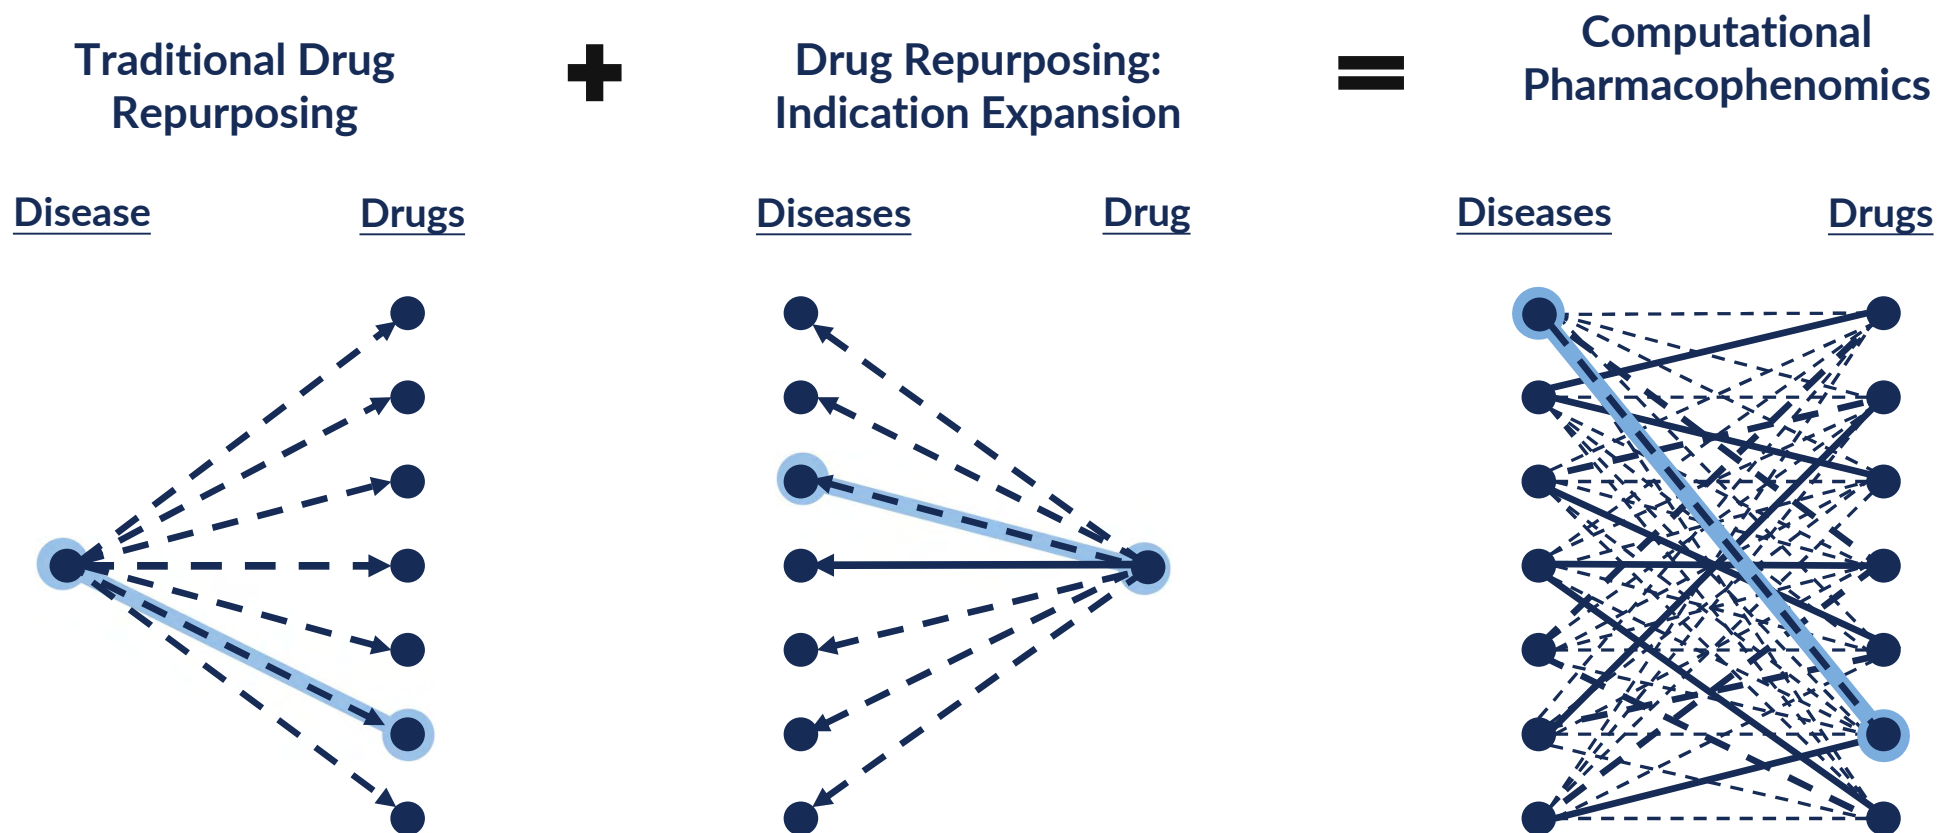 Traditional Drug
Repurposing
+
Drug Repurposing:
Indication Expansion
=
Computational
Pharmacophenomics
Disease
Drugs
Diseases
Drug
Diseases
Drugs